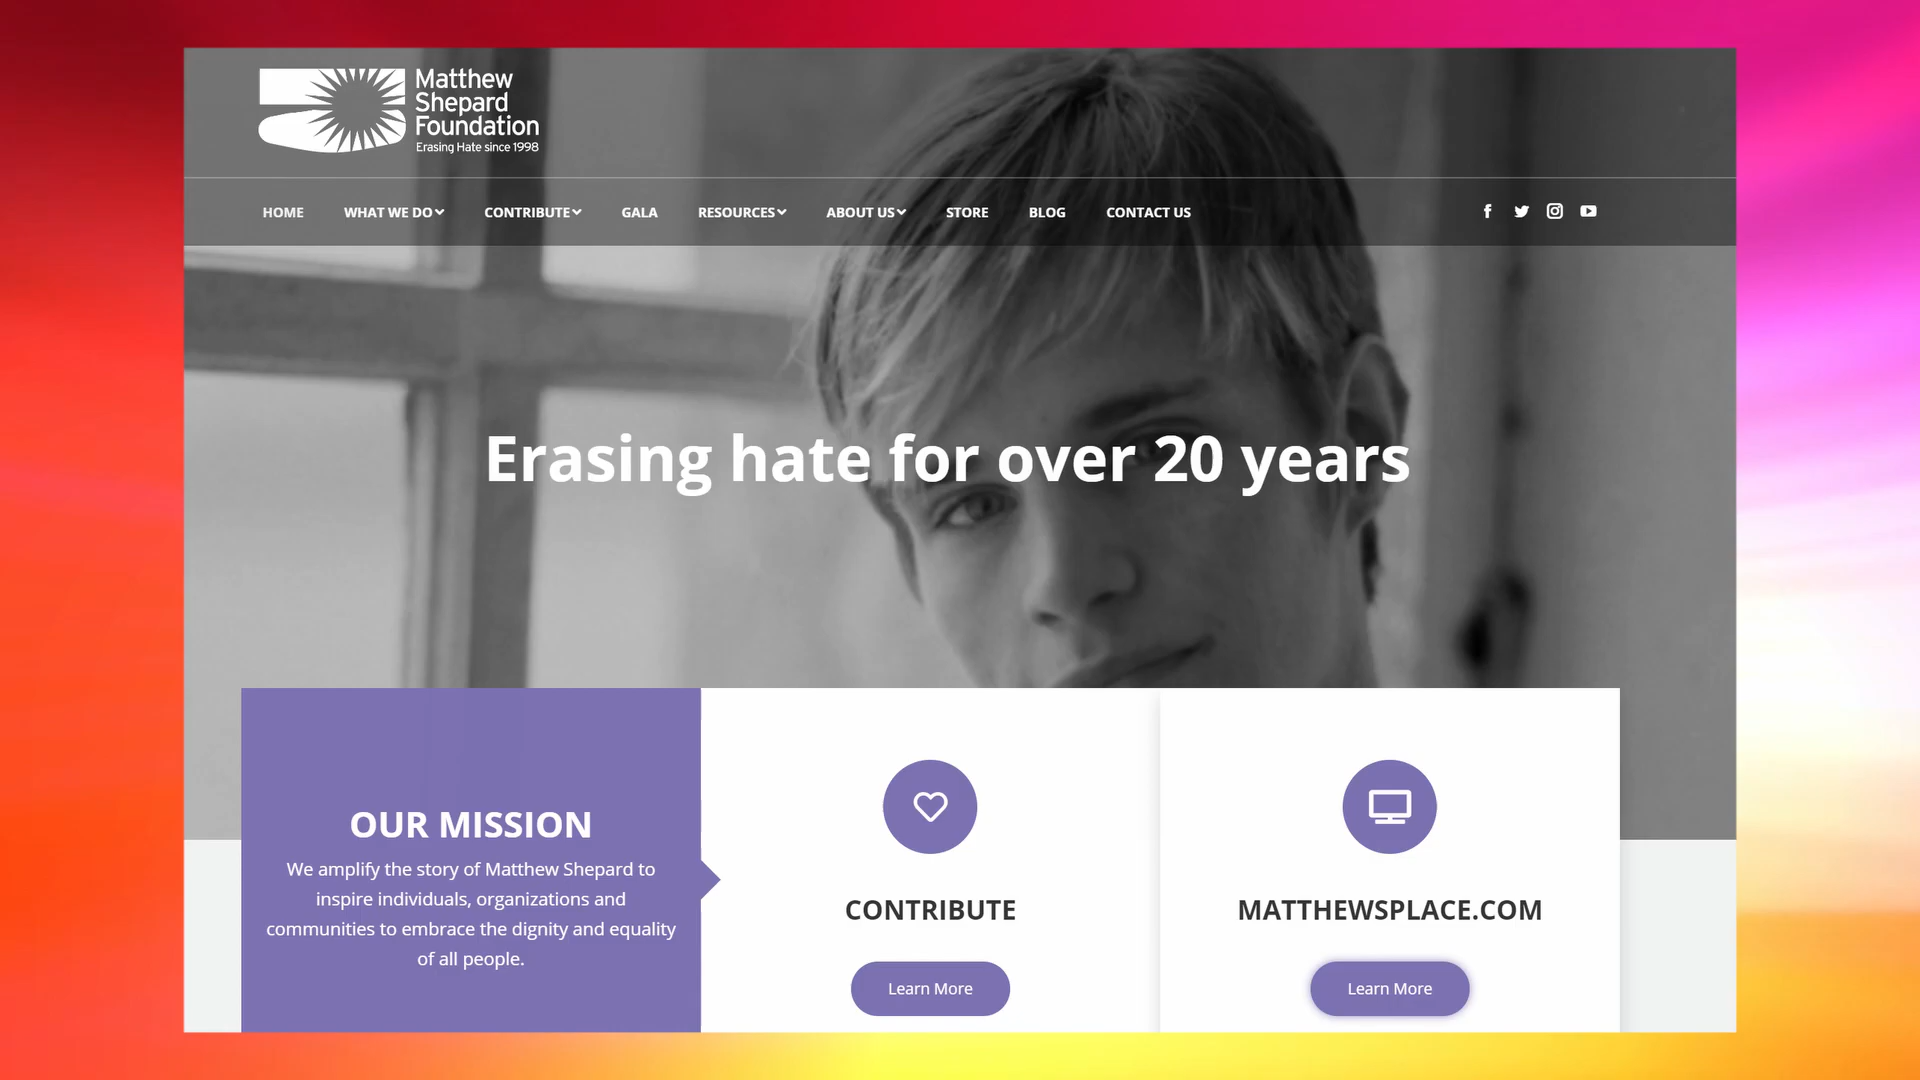 Matthew
Shepard
Foundation
Erasing Hate since 1998
HOME WHAT WE DO CONTRIBUTE GALA RESOURCES ABOUT US STORE BLOG CONTACT US
Erasing hate for over 20 years
OUR MISSION
We amplify the story of Matthew Shepard to
inspire individuals, organizations and
communities to embrace the dignity and equality
of all people.
CONTRIBUTE
Learn More
MATTHEWSPLACE.COM
Learn More